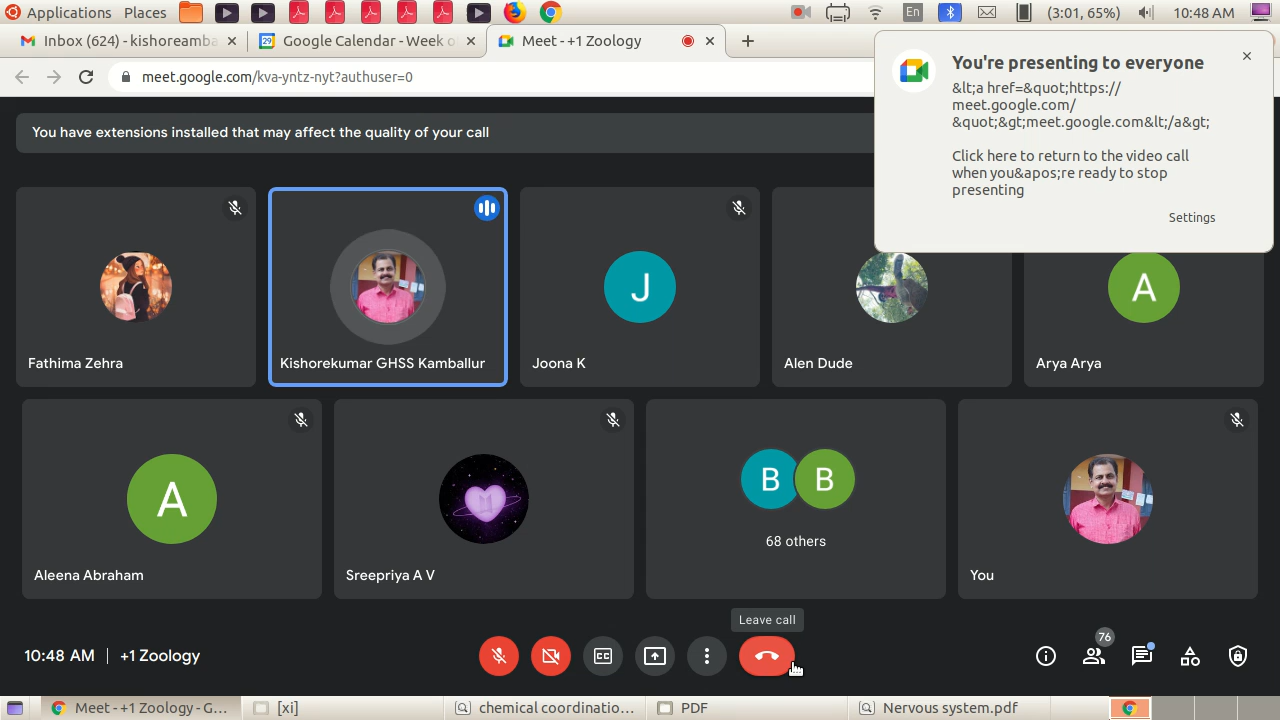 Applications Places
En
(3:01, 65%)
10:48 AM
Inbox (624) - kishoreamba
Google Calendar - Week o
Meet - +1 Zoology
meet.google.com/kva-yntz-nyt?authuser=0
You're presenting to everyone
&lt;a href=&quot;https://
meet.google.com/
&quot;&gt;meet.google.com&lt;/a&gt;
Click here to return to the video call
when you&apos;re ready to stop
presenting
Settings
You have extensions installed that may affect the quality of your call
J
A
Fathima Zehra
Kishorekumar GHSS Kamballur
Joona K
Alen Dude
Arya Arya
A
B B
68 others
Aleena Abraham
Sreepriya A V
You
Leave call
10:48 AM | +1 Zoology
76
Meet - +1 Zoology - G...
[xi]
chemical coordinatio...
PDF
Nervous system.pdf